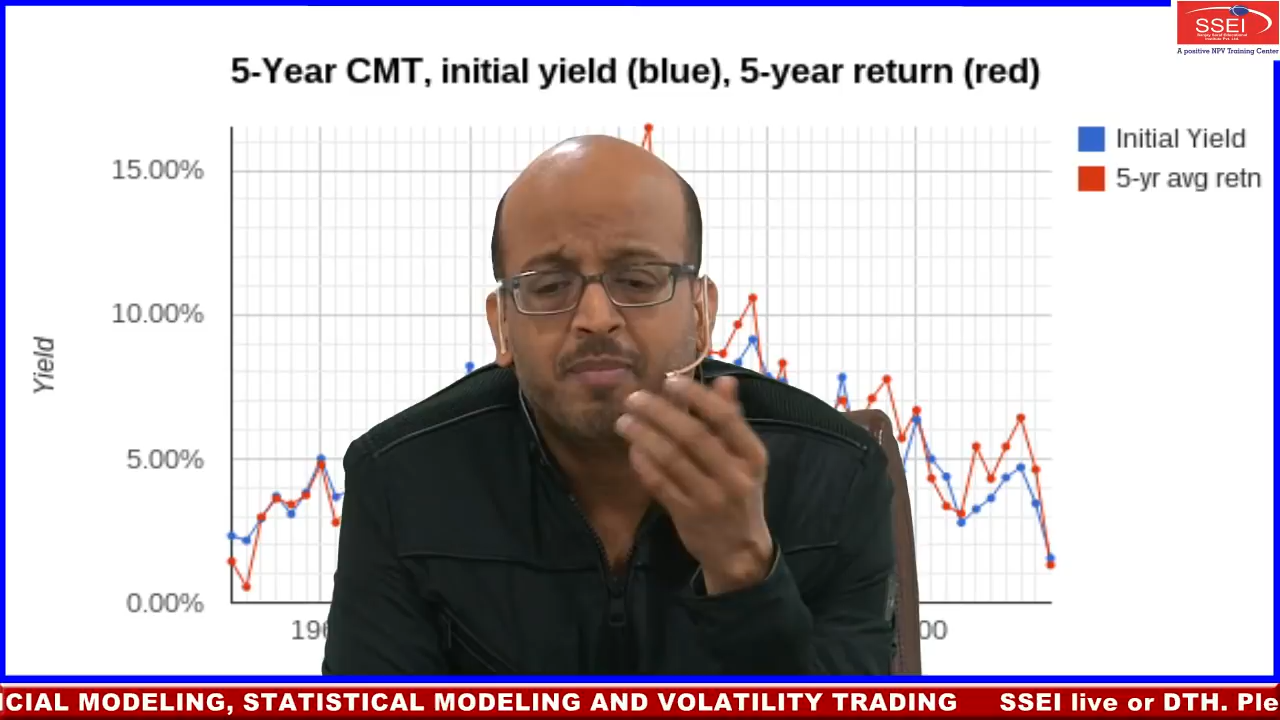 SSEI
A positive NPV Training Center
5-Year CMT, initial yield (blue), 5-year return (red)
Initial Yield
5-yr avg retn
15.00%
10.00%
Yield
5.00%
0.00%
196
00
CIAL MODELING, STATISTICAL MODELING AND VOLATILITY TRADING SSEI live or DTH. Ple